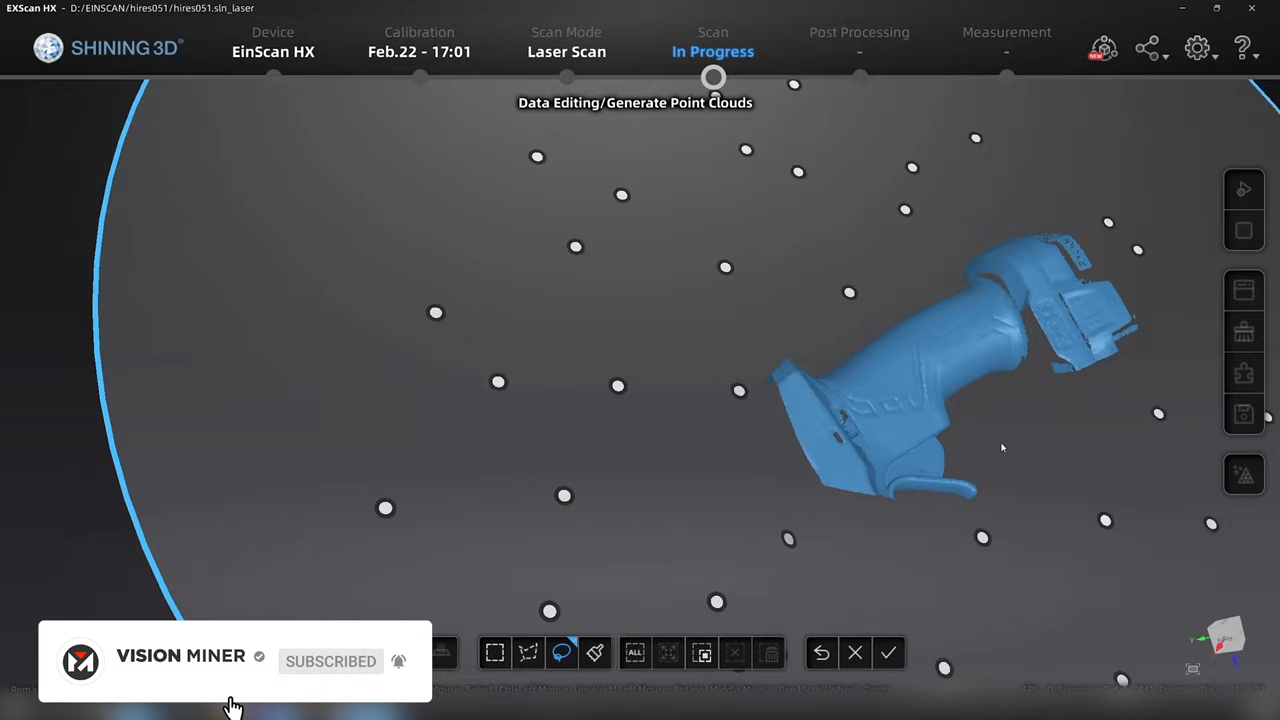 EXScan HX - D:/EINSCAN/hires051/hires051.sln_laser
SHINING 3D®
Device
EinScan HX
Calibration
Feb.22 - 17:01
Scan Mode
Laser Scan
Scan
In Progress
Post Processing
-
Measurement
-
NEW
Data Editing/Generate Point Clouds
VISION MINER
SUBSCRIBED
ALL